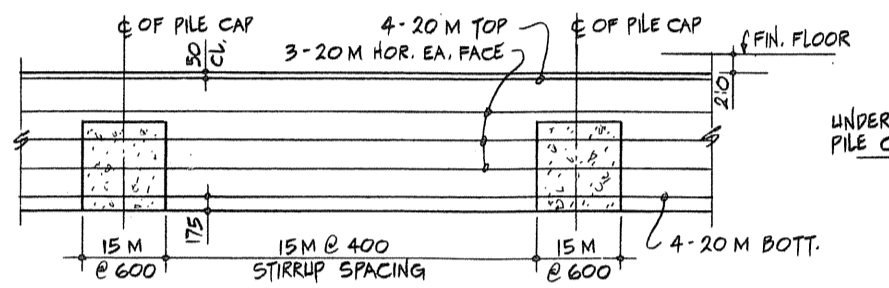 ℄ OF PILE CAP
4-20 M TOP
℄ OF PILE CAP
FIN. FLOOR
3-20 M HOR. EA. FACE
50
CL.
210
UNDER
PILE C
175
15 M
@ 600
15 M @ 400
STIRRUP SPACING
15 M
@ 600
4-20 M BOTT.